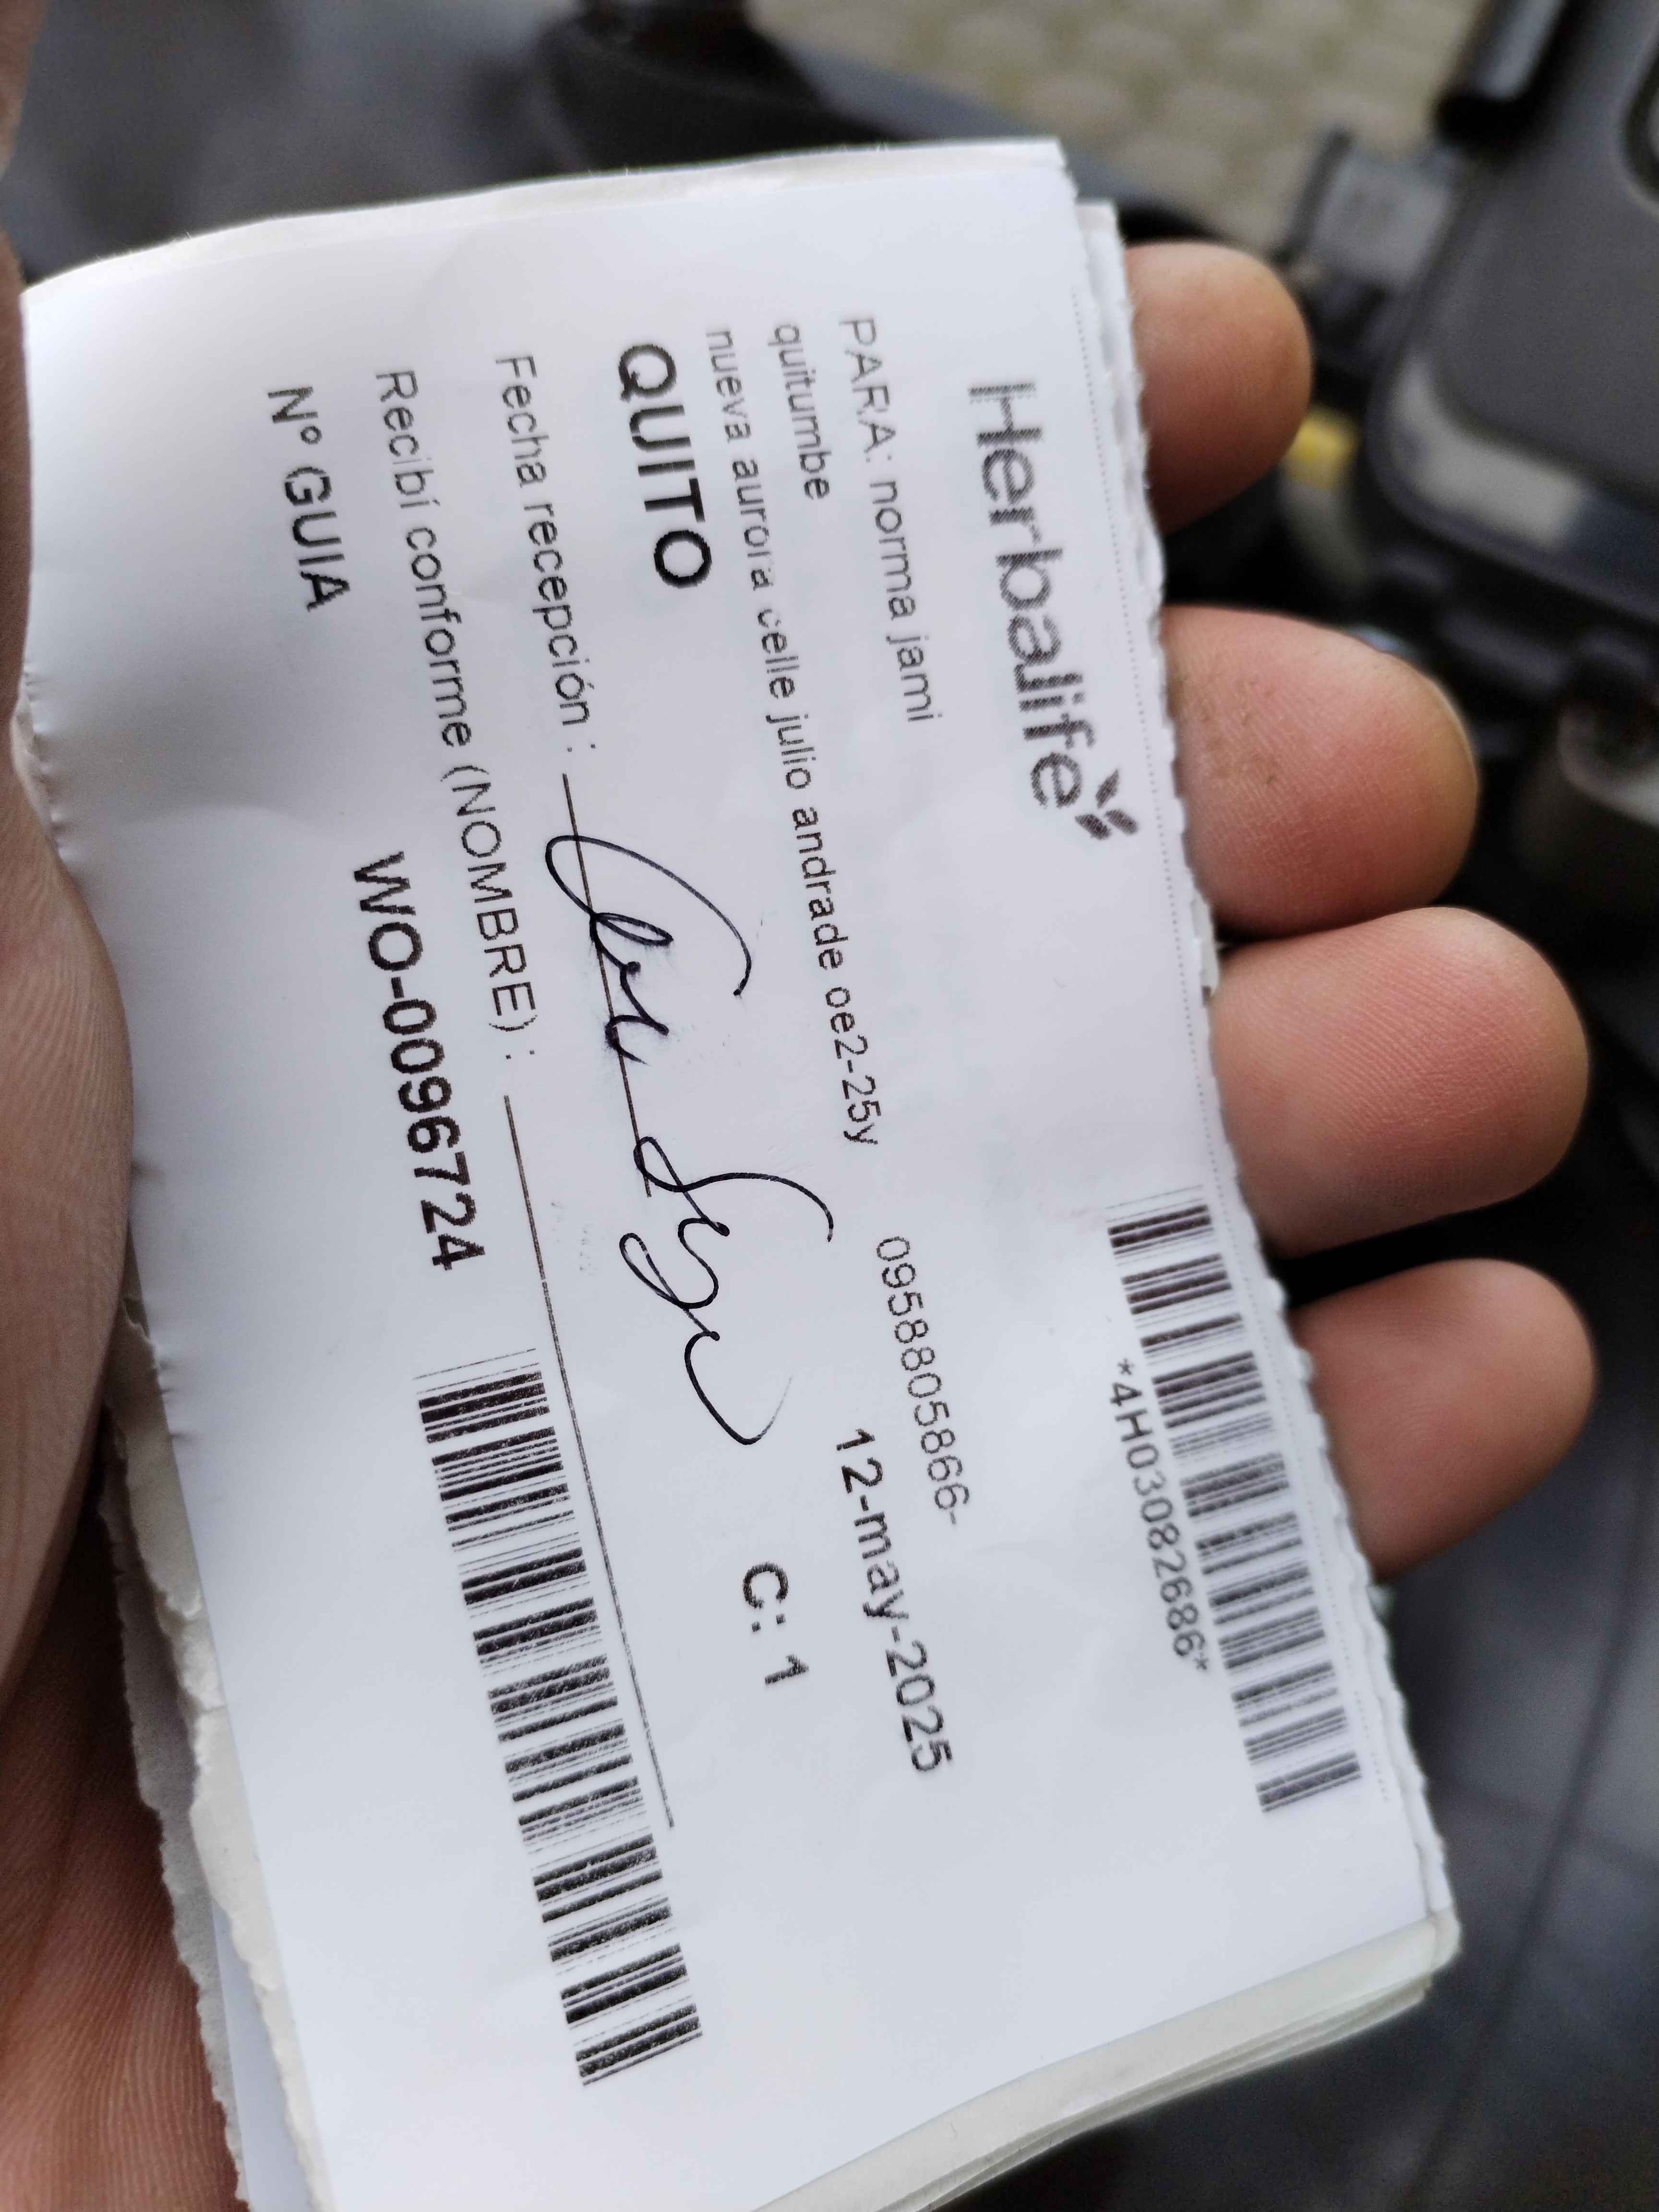 Herbalife
*4H03082686*
PARA: norma jami 0958805866-
quitumbe 12-may-2025
nueva aurora celle julio andrade oe2-25y
QUITO C: 1
Fecha recepción :
Recibí conforme (NOMBRE) :
Nº GUIA WO-0096724